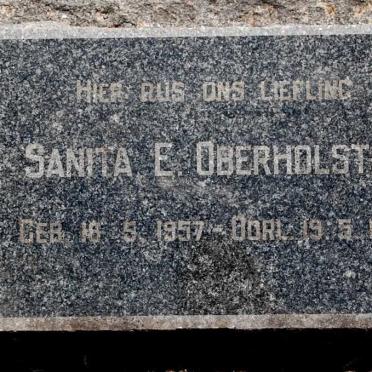 HIER RUS ONS LIEFLING
SANITA E. OBERHOLST
GEB. 18 5. 1957 - OORL. 19 5